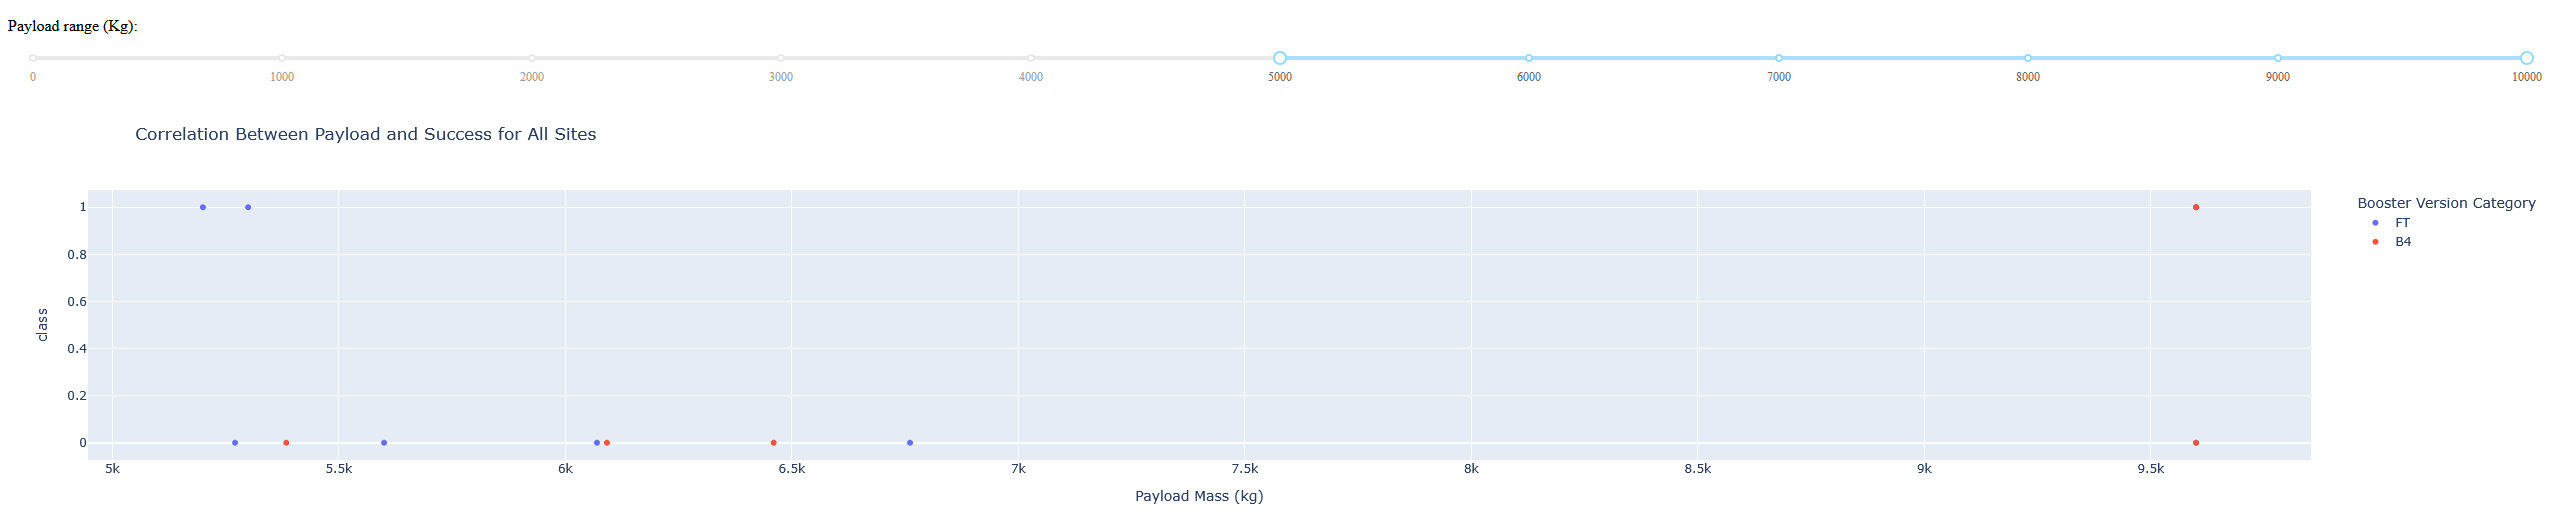 Payload range (Kg):
0 1000 2000 3000 4000 5000 6000 7000 8000 9000 10000
Correlation Between Payload and Success for All Sites
Booster Version Category
FT
B4
1
0.8
0.6
0.4
0.2
0
class
5k 5.5k 6k 6.5k 7k 7.5k 8k 8.5k 9k 9.5k
Payload Mass (kg)